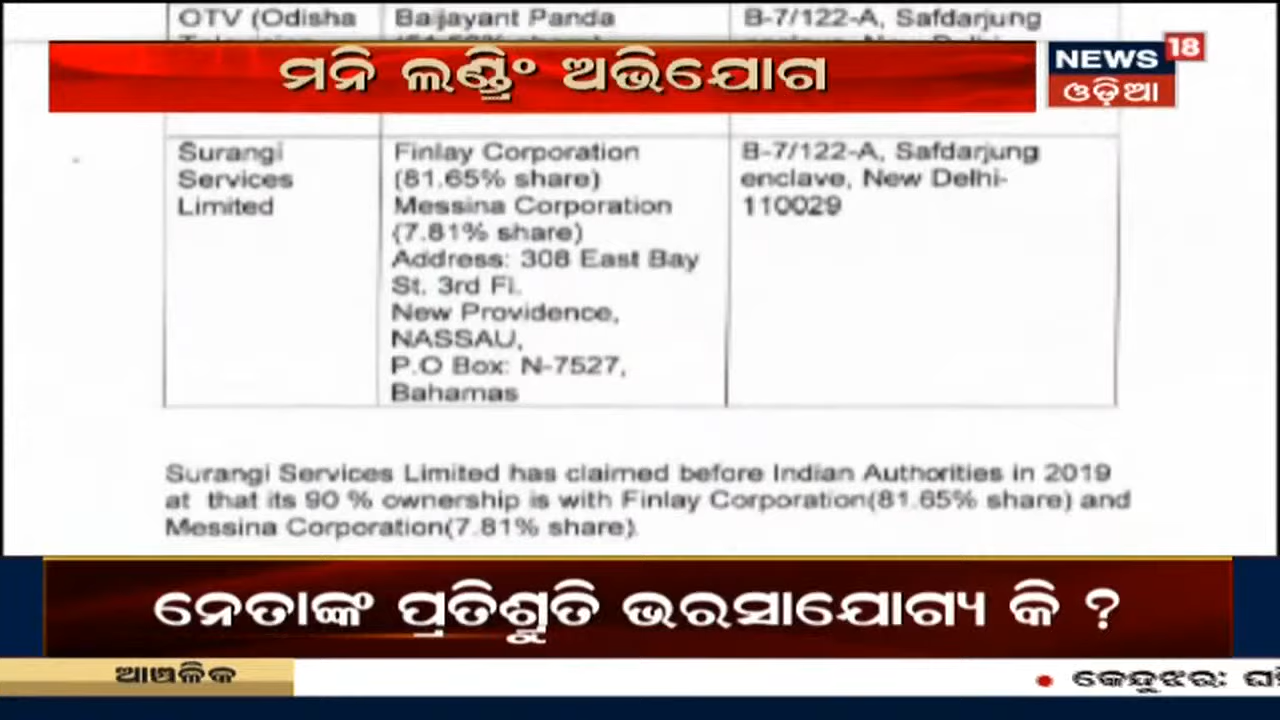 OTV (Odisha
Baijayant Panda
B-7/122-A, Safdarjung
ମନି ଲଣ୍ଡ୍ରିଂ ଅଭିଯୋଗ
NEWS 18
ଓଡ଼ିଆ
Surangi
Services
Limited
Finlay Corporation
(81.65% share)
Messina Corporation
(7.81% share)
Address: 308 East Bay
St. 3rd Fl.
New Providence,
NASSAU,
P.O Box: N-7527,
Bahamas
B-7/122-A, Safdarjung
enclave, New Delhi-
110029
Surangi Services Limited has claimed before Indian Authorities in 2019
at that its 90 % ownership is with Finlay Corporation(81.65% share) and
Messina Corporation(7.81% share).
ନେତାଙ୍କ ପ୍ରତିଶ୍ରୁତି ଭରସାଯୋଗ୍ୟ କି ?
ଆଞ୍ଚଳିକ
• କେନ୍ଦୁଝର: